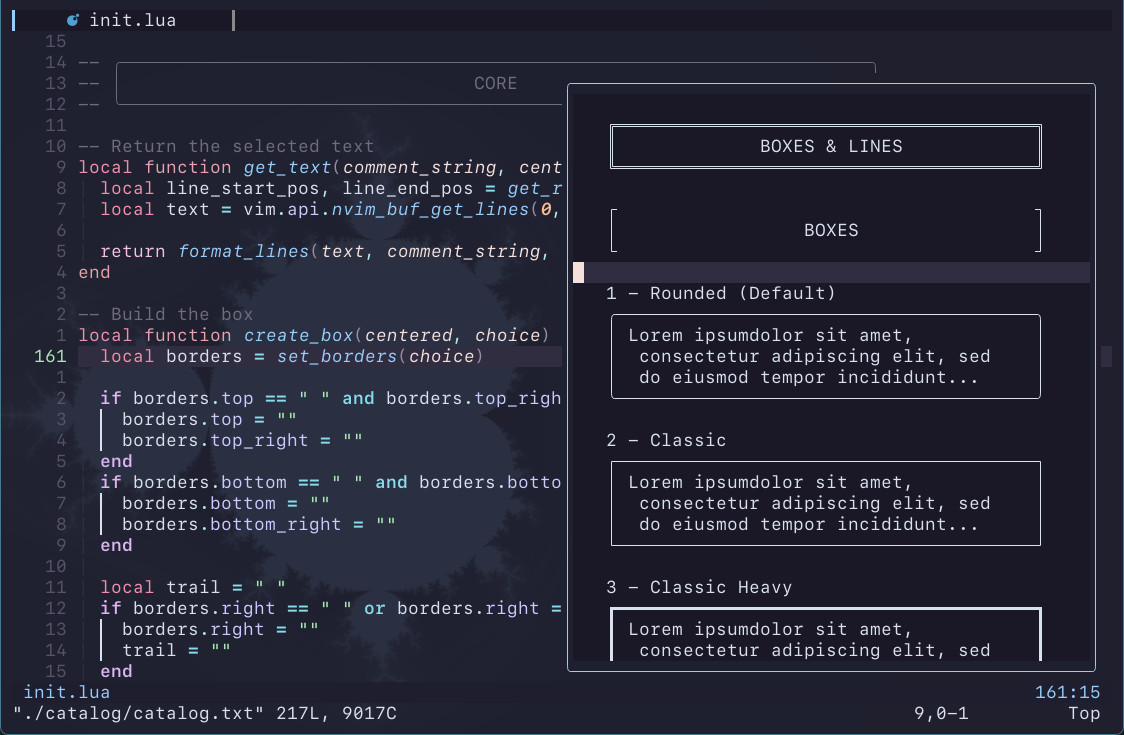 init.lua
15
14 --
13 -- CORE
12 --
11
10 -- Return the selected text
9 local function get_text(comment_string, cent
8 local line_start_pos, line_end_pos = get_r
7 local text = vim.api.nvim_buf_get_lines(0,
6
5 return format_lines(text, comment_string,
4 end
3
2 -- Build the box
1 local function create_box(centered, choice)
161 local borders = set_borders(choice)
1
2 if borders.top == " " and borders.top_righ
3 borders.top = ""
4 borders.top_right = ""
5 end
6 if borders.bottom == " " and borders.botto
7 borders.bottom = ""
8 borders.bottom_right = ""
9 end
10
11 local trail = " "
12 if borders.right == " " or borders.right =
13 borders.right = ""
14 trail = ""
15 end
BOXES & LINES
BOXES
1 – Rounded (Default)
Lorem ipsumdolor sit amet,
consectetur adipiscing elit, sed
do eiusmod tempor incididunt...
2 – Classic
Lorem ipsumdolor sit amet,
consectetur adipiscing elit, sed
do eiusmod tempor incididunt...
3 – Classic Heavy
Lorem ipsumdolor sit amet,
consectetur adipiscing elit, sed
init.lua 161:15
"./catalog/catalog.txt" 217L, 9017C 9,0-1 Top